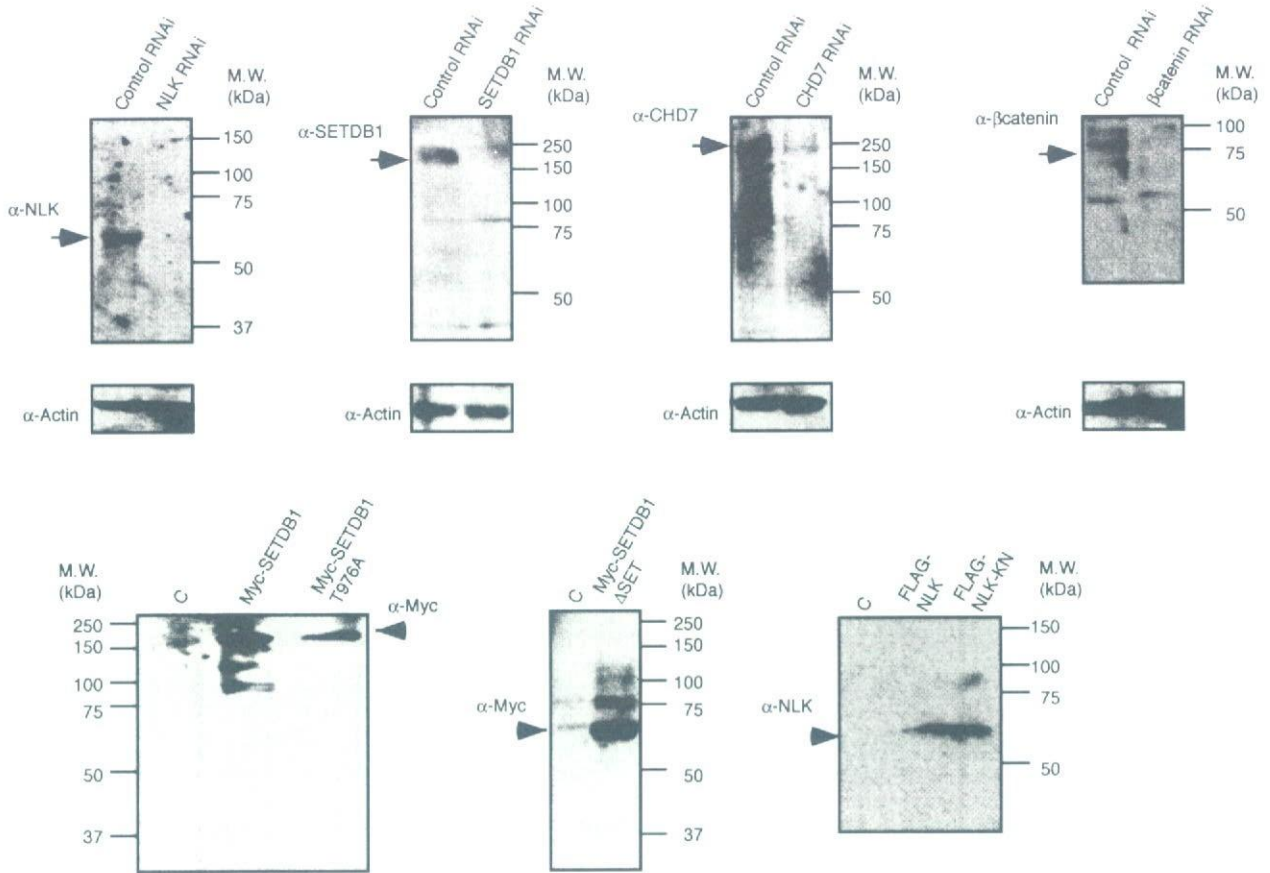 Control RNAi
NLK RNAi
M.W.
(kDa)
150
100
75
50
37
α-NLK
α-Actin
Control RNAi
SETDB1 RNAi
M.W.
(kDa)
α-SETDB1
250
150
100
75
50
α-Actin
Control RNAi
CHD7 RNAi
M.W.
(kDa)
α-CHD7
250
150
100
75
50
α-Actin
Control RNAi
βcatenin RNAi
M.W.
(kDa)
α-βcatenin
100
75
50
α-Actin
M.W.
(kDa)
C
Myc-SETDB1
Myc-SETDB1
T976A
α-Myc
250
150
100
75
50
37
C
Myc-SETDB1
ΔSET
M.W.
(kDa)
α-Myc
250
150
100
75
50
37
C
FLAG-
NLK
FLAG-
NLK-KN
M.W.
(kDa)
α-NLK
150
100
75
50